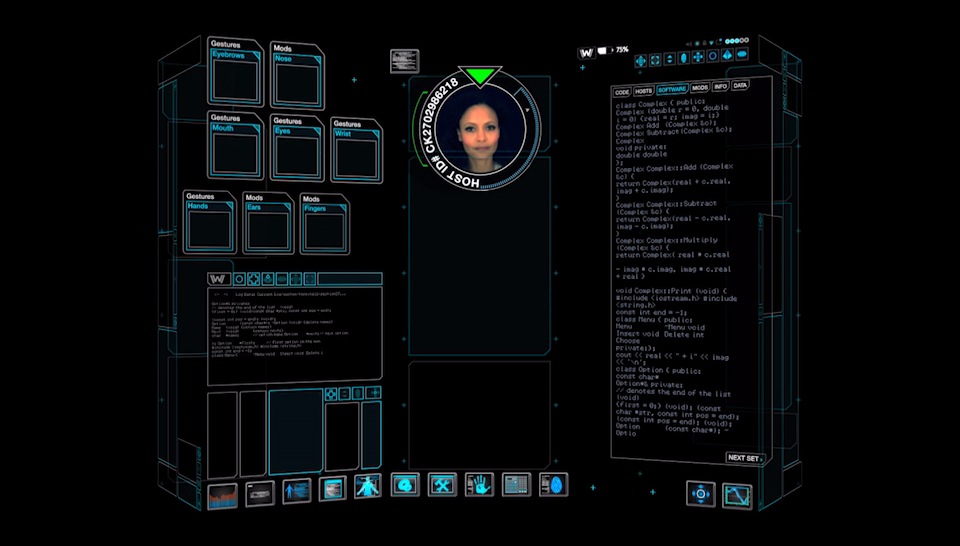 Gestures
Eyebrows
Mods
Nose
Gestures
Mouth
Gestures
Eyes
Gestures
Wrist
Gestures
Hands
Mods
Ears
Mods
Fingers
HOST ID# CK2702986218
W
75%
CODE HOSTS SOFTWARE MODS INFO DATA
class Complex { public:
Complex (double r = 0, double
i = 0) {real = r; imag = i;}
Complex Add (Complex &c);
Complex Subtract(Complex &c);
Complex
void private:
double double
};
Complex Complex::Add (Complex
&c) {
return Complex(real + c.real,
imag + c.imag);
}
Complex Complex::Subtract
(Complex &c) {
return Complex(real - c.real,
imag - c.imag);
}
Complex Complex::Multiply
(Complex &c) {
return Complex( real * c.real
- imag * c.imag, imag * c.real
+ real }
void Complex::Print (void) {
#include <iostream.h> #include
<string.h>
const int end = -1;
class Menu { public:
Menu ~Menu void
Insert void Delete int
Choose
private:};
cout << real << " + i" << imag
<< '\n';
class Option { public:
const char*
Option*& private:
// denotes the end of the list
(void)
{first = 0;} (void); (const
char *str, const int pos = end);
(const int pos = end); (void);
Option (const char*); ~
Optio
NEXT SET
W